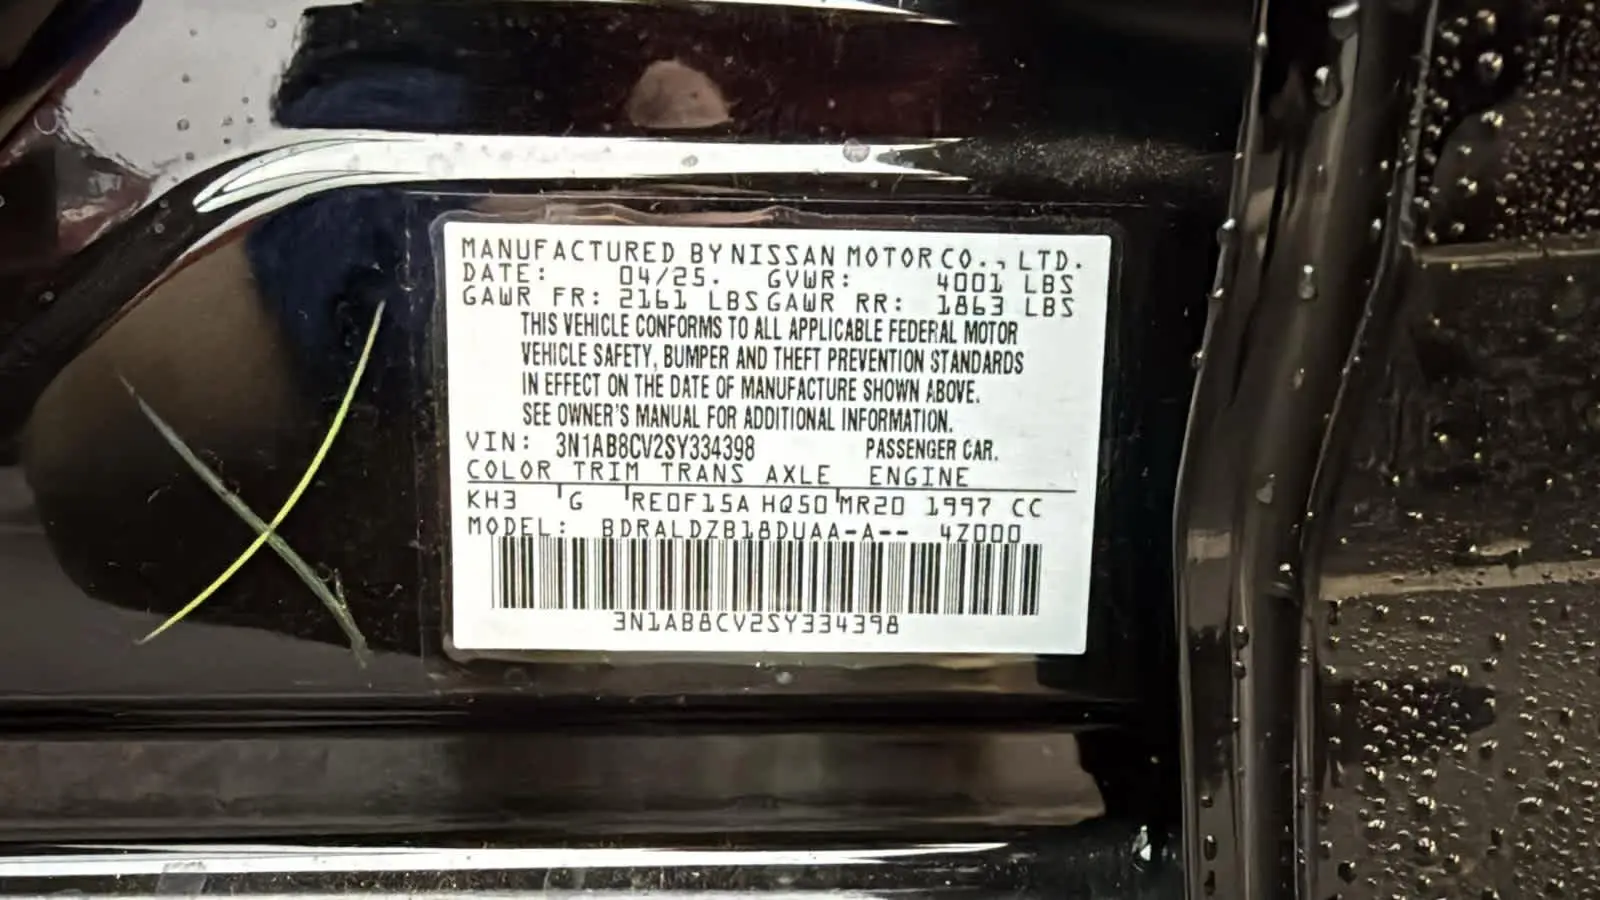 MANUFACTURED BY NISSAN MOTOR CO., LTD.
DATE: 04/25. GVWR: 4001 LBS
GAWR FR: 2161 LBS GAWR RR: 1863 LBS
THIS VEHICLE CONFORMS TO ALL APPLICABLE FEDERAL MOTOR
VEHICLE SAFETY, BUMPER AND THEFT PREVENTION STANDARDS
IN EFFECT ON THE DATE OF MANUFACTURE SHOWN ABOVE.
SEE OWNER'S MANUAL FOR ADDITIONAL INFORMATION.
VIN: 3N1AB8CV2SY334398 PASSENGER CAR.
COLOR TRIM TRANS AXLE ENGINE
KH3 G RE0F15A HQ50 MR20 1997 CC
MODEL: BDRALDZB18DUAA-A-- 4Z000
3N1AB8CV2SY334398